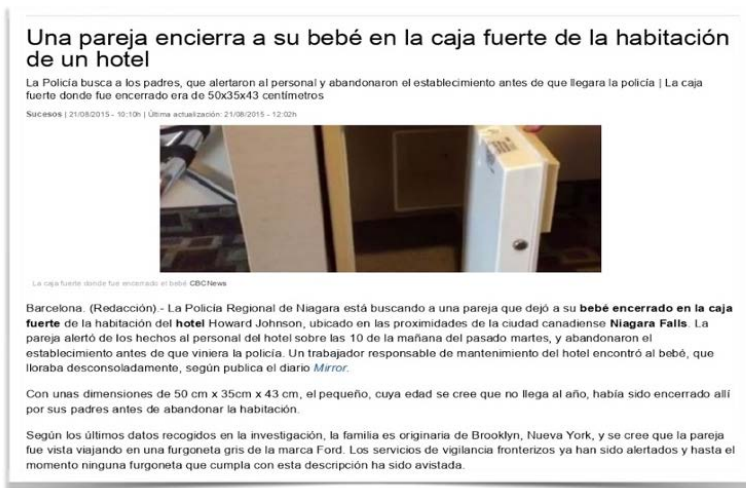 Una pareja encierra a su bebé en la caja fuerte de la habitación
de un hotel
La Policía busca a los padres, que alertaron al personal y abandonaron el establecimiento antes de que llegara la policía | La caja
fuerte donde fue encerrado era de 50x35x43 centímetros
Sucesos | 21/08/2015 - 10:10h | Última actualización: 21/08/2015 - 12:02h
La caja fuerte donde fue encerrado el bebé CBCNews
Barcelona. (Redacción).- La Policía Regional de Niagara está buscando a una pareja que dejó a su bebé encerrado en la caja
fuerte de la habitación del hotel Howard Johnson, ubicado en las proximidades de la ciudad canadiense Niagara Falls. La
pareja alertó de los hechos al personal del hotel sobre las 10 de la mañana del pasado martes, y abandonaron el
establecimiento antes de que viniera la policía. Un trabajador responsable de mantenimiento del hotel encontró al bebé, que
lloraba desconsoladamente, según publica el diario Mirror.
Con unas dimensiones de 50 cm x 35cm x 43 cm, el pequeño, cuya edad se cree que no llega al año, había sido encerrado allí
por sus padres antes de abandonar la habitación.
Según los últimos datos recogidos en la investigación, la familia es originaria de Brooklyn, Nueva York, y se cree que la pareja
fue vista viajando en una furgoneta gris de la marca Ford. Los servicios de vigilancia fronterizos ya han sido alertados y hasta el
momento ninguna furgoneta que cumpla con esta descripción ha sido avistada.